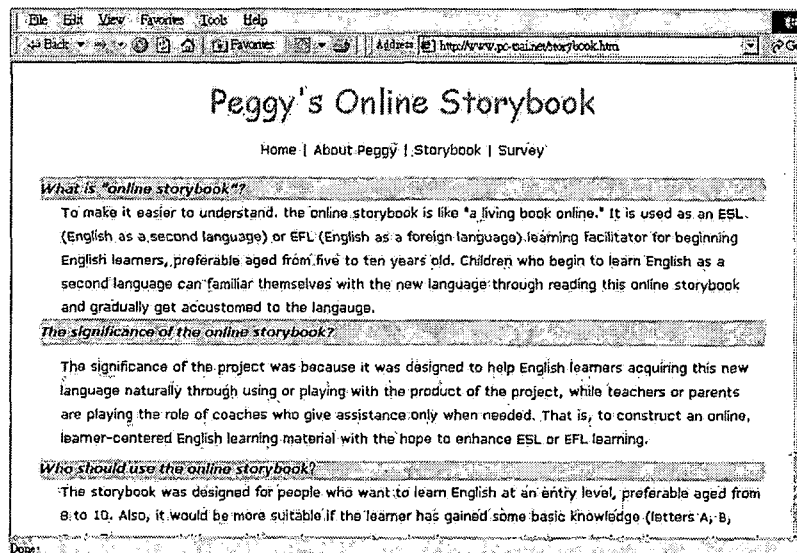 File Edit View Favorites Tools Help
Back Favorites Address http://www.pc-tsai.net/storybook.htm Go
Peggy's Online Storybook
Home | About Peggy | Storybook | Survey
What is "online storybook"?
To make it easier to understand, the online storybook is like "a living book online." It is used as an ESL
(English as a second language) or EFL (English as a foreign language) learning facilitator for beginning
English learners, preferable aged from five to ten years old. Children who begin to learn English as a
second language can familiar themselves with the new language through reading this online storybook
and gradually get accustomed to the langauge.
The significance of the online storybook?
The significance of the project was because it was designed to help English learners acquiring this new
language naturally through using or playing with the product of the project, while teachers or parents
are playing the role of coaches who give assistance only when needed. That is, to construct an online,
learner-centered English learning material with the hope to enhance ESL or EFL learning.
Who should use the online storybook?
The storybook was designed for people who want to learn English at an entry level, preferable aged from
8 to 10. Also, it would be more suitable if the learner has gained some basic knowledge (letters A, B,
Done